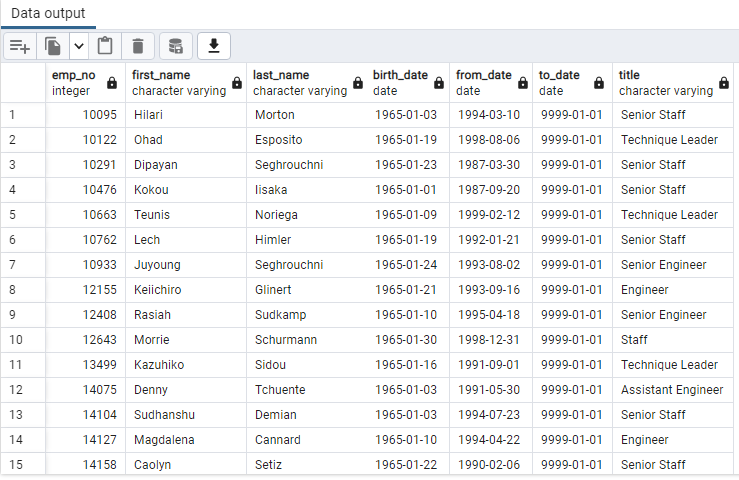 Data output
emp_no first_name last_name birth_date from_date to_date title
integer character varying character varying date date date character varying
1 10095 Hilari Morton 1965-01-03 1994-03-10 9999-01-01 Senior Staff
2 10122 Ohad Esposito 1965-01-19 1998-08-06 9999-01-01 Technique Leader
3 10291 Dipayan Seghrouchni 1965-01-23 1987-03-30 9999-01-01 Senior Staff
4 10476 Kokou Iisaka 1965-01-01 1987-09-20 9999-01-01 Senior Staff
5 10663 Teunis Noriega 1965-01-09 1999-02-12 9999-01-01 Technique Leader
6 10762 Lech Himler 1965-01-19 1992-01-21 9999-01-01 Senior Staff
7 10933 Juyoung Seghrouchni 1965-01-24 1993-08-02 9999-01-01 Senior Engineer
8 12155 Keiichiro Glinert 1965-01-21 1993-09-16 9999-01-01 Engineer
9 12408 Rasiah Sudkamp 1965-01-10 1995-04-18 9999-01-01 Senior Engineer
10 12643 Morrie Schurmann 1965-01-30 1998-12-31 9999-01-01 Staff
11 13499 Kazuhiko Sidou 1965-01-16 1991-09-01 9999-01-01 Technique Leader
12 14075 Denny Tchuente 1965-01-03 1991-05-30 9999-01-01 Assistant Engineer
13 14104 Sudhanshu Demian 1965-01-03 1994-07-23 9999-01-01 Senior Staff
14 14127 Magdalena Cannard 1965-01-10 1994-04-22 9999-01-01 Engineer
15 14158 Caolyn Setiz 1965-01-22 1990-02-06 9999-01-01 Senior Staff